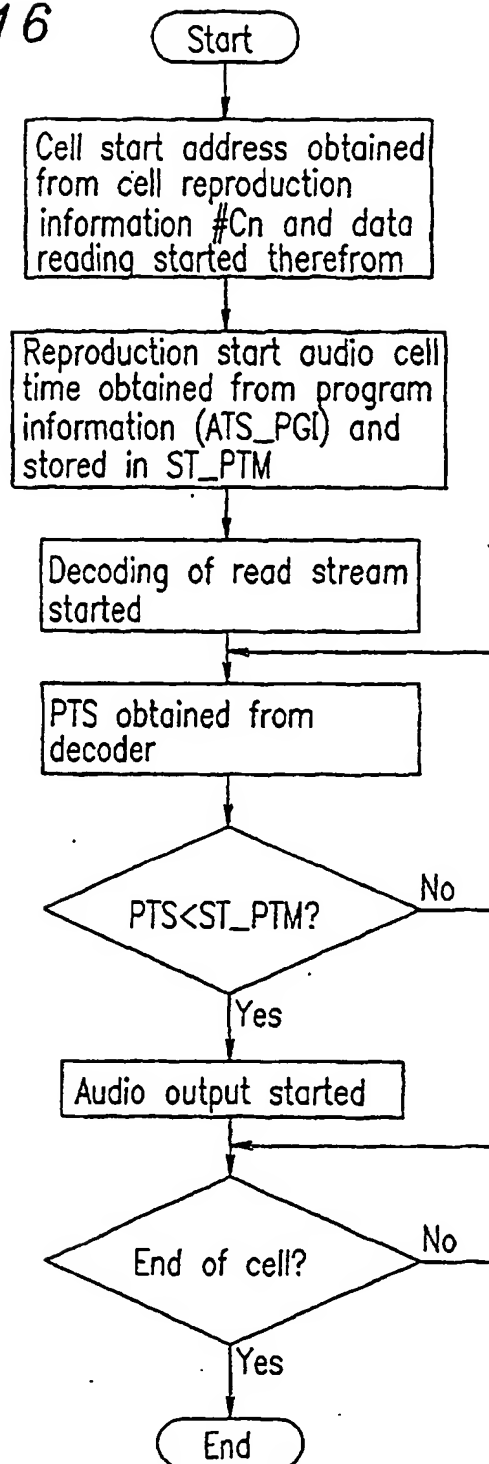 16
Start
Cell start address obtained
from cell reproduction
information #Cn and data
reading started therefrom
Reproduction start audio cell
time obtained from program
information (ATS_PGI) and
stored in ST_PTM
Decoding of read stream
started
PTS obtained from
decoder
PTS<ST_PTM?
No
Yes
Audio output started
End of cell?
No
Yes
End